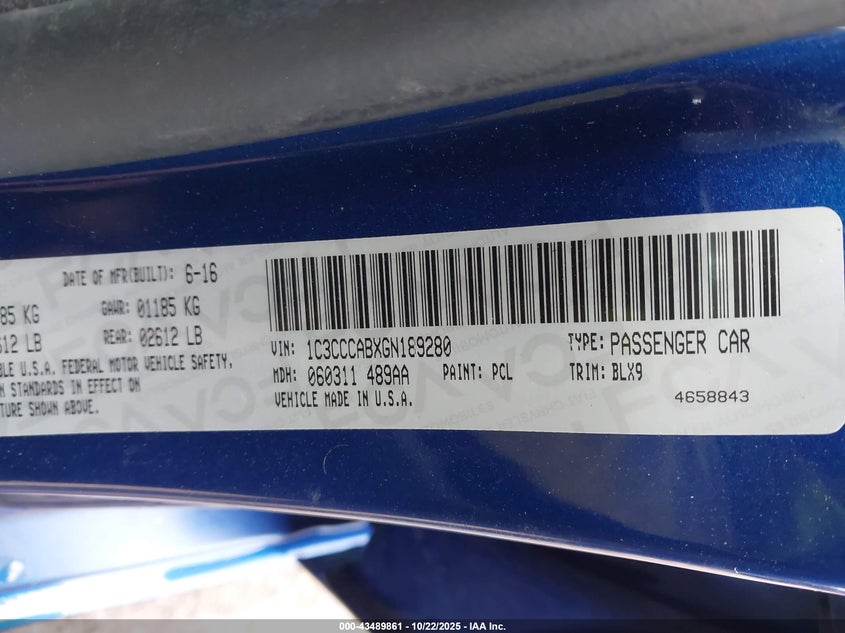 DATE OF MFR(BUILT): 6-16
85 KG GAWR: 01185 KG
612 LB REAR: 02612 LB
BLE U.S.A. FEDERAL MOTOR VEHICLE SAFETY,
N STANDARDS IN EFFECT ON
TURE SHOWN ABOVE.
VIN: 1C3CCCABXGN189280 TYPE: PASSENGER CAR
MDH: 060311 489AA PAINT: PCL TRIM: BLX9
VEHICLE MADE IN U.S.A. 4658843
000-43489861 - 10/22/2025 - IAA Inc.